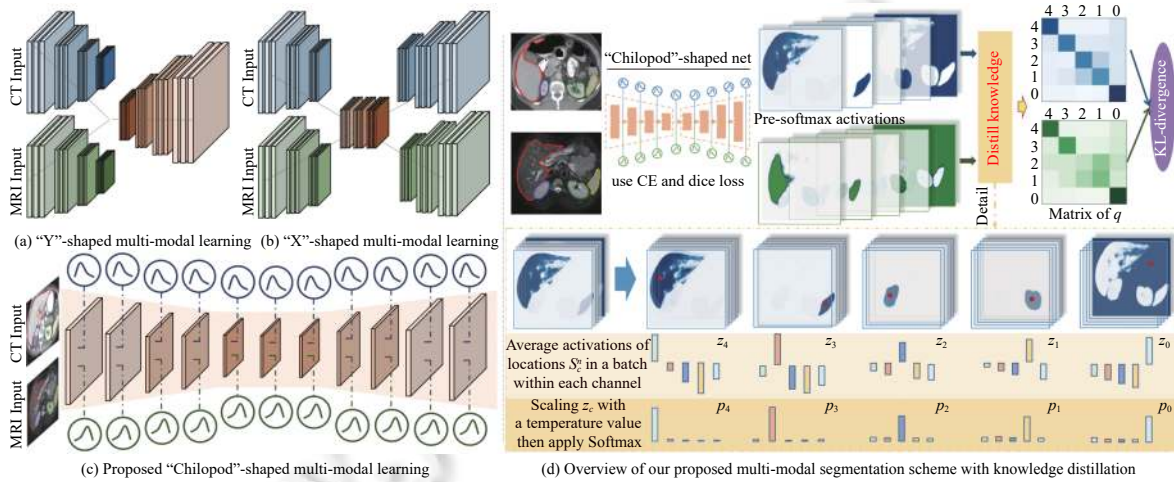 (a)
CT Input
MRI Input
(a) “Y”-shaped multi-modal learning
(b)
CT Input
MRI Input
(b) “X”-shaped multi-modal learning
CT Input
MRI Input
(c) Proposed “Chilopod”-shaped multi-modal learning
(d)
“Chilopod”-shaped net
use CE and dice loss
Pre-softmax activations
Distill knowledge
Detail
4 3 2 1 0
4
3
2
1
0
4 3 2 1 0
4
3
2
1
0
Matrix of q
KL-divergence
Average activations of
locations Sₙᶜ in a batch
within each channel
z₄ z₃ z₂ z₁ z₀
Scaling z_c with
a temperature value
then apply Softmax
p₄ p₃ p₂ p₁ p₀
(d) Overview of our proposed multi-modal segmentation scheme with knowledge distillation